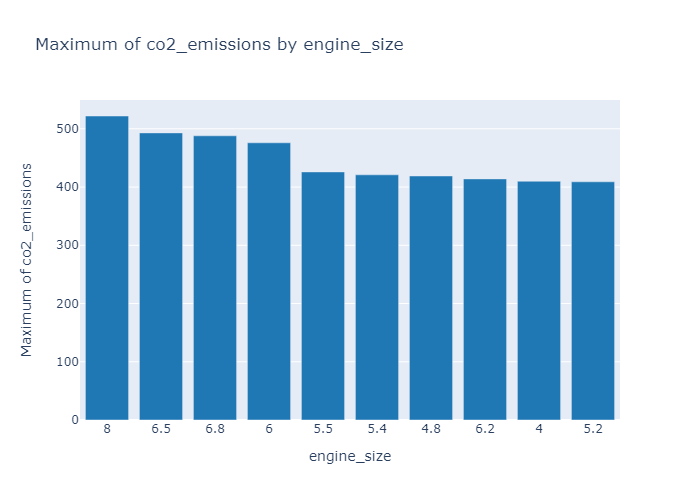 Maximum of co2_emissions by engine_size
Maximum of co2_emissions
500
400
300
200
100
0
8 6.5 6.8 6 5.5 5.4 4.8 6.2 4 5.2
engine_size